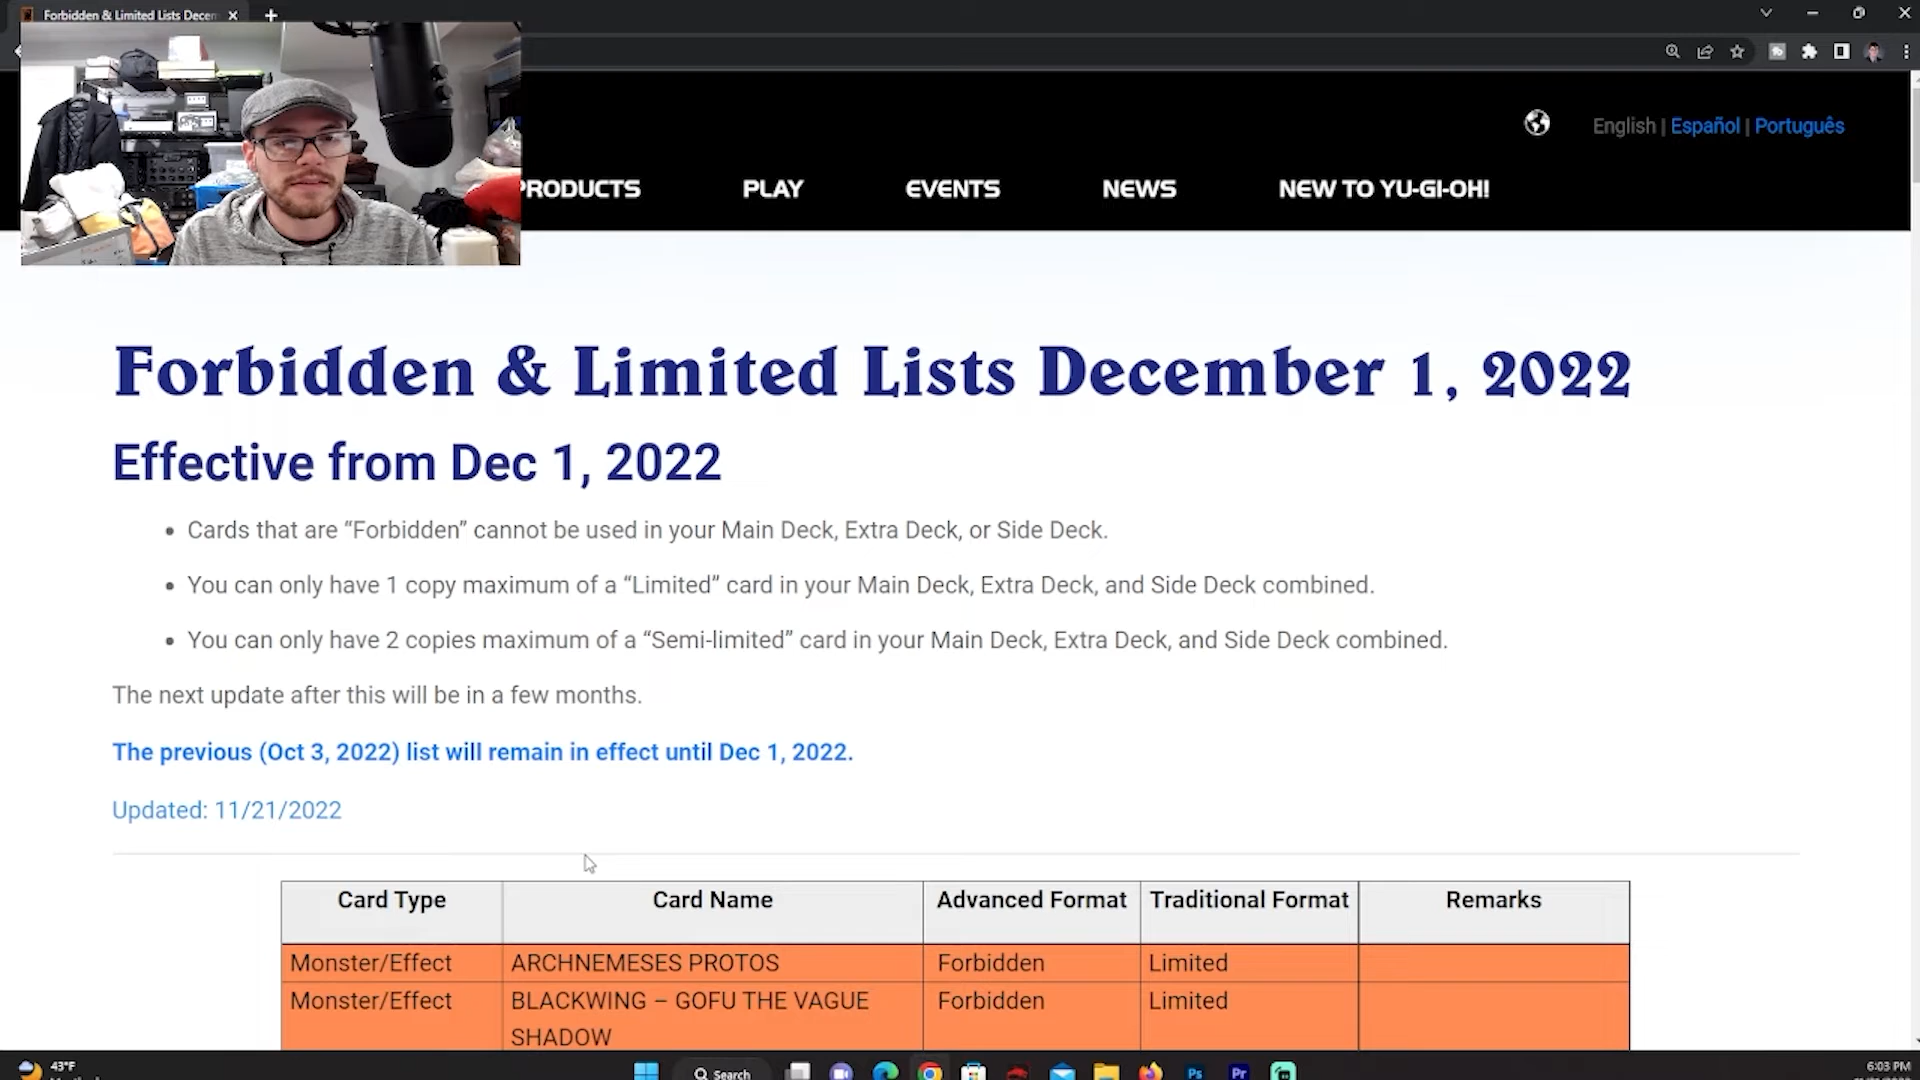 Forbidden & Limited Lists Decem
English | Español | Português
PRODUCTS PLAY EVENTS NEWS NEW TO YU-GI-OH!
Forbidden & Limited Lists December 1, 2022
Effective from Dec 1, 2022
• Cards that are “Forbidden” cannot be used in your Main Deck, Extra Deck, or Side Deck.
• You can only have 1 copy maximum of a “Limited” card in your Main Deck, Extra Deck, and Side Deck combined.
• You can only have 2 copies maximum of a “Semi-limited” card in your Main Deck, Extra Deck, and Side Deck combined.
The next update after this will be in a few months.
The previous (Oct 3, 2022) list will remain in effect until Dec 1, 2022.
Updated: 11/21/2022
Card Type Card Name Advanced Format Traditional Format Remarks
Monster/Effect ARCHNEMESES PROTOS Forbidden Limited
Monster/Effect BLACKWING – GOFU THE VAGUE Forbidden Limited
SHADOW
43°F
Search
Ps
Pr
6:03 PM